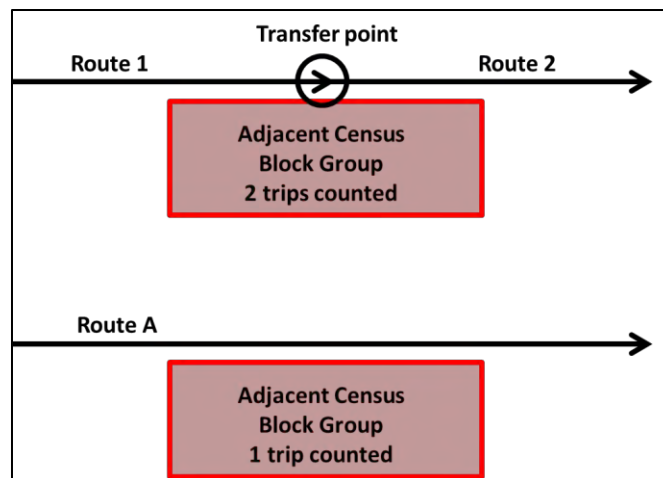 Transfer point
Route 1
Route 2
Adjacent Census
Block Group
2 trips counted
Route A
Adjacent Census
Block Group
1 trip counted